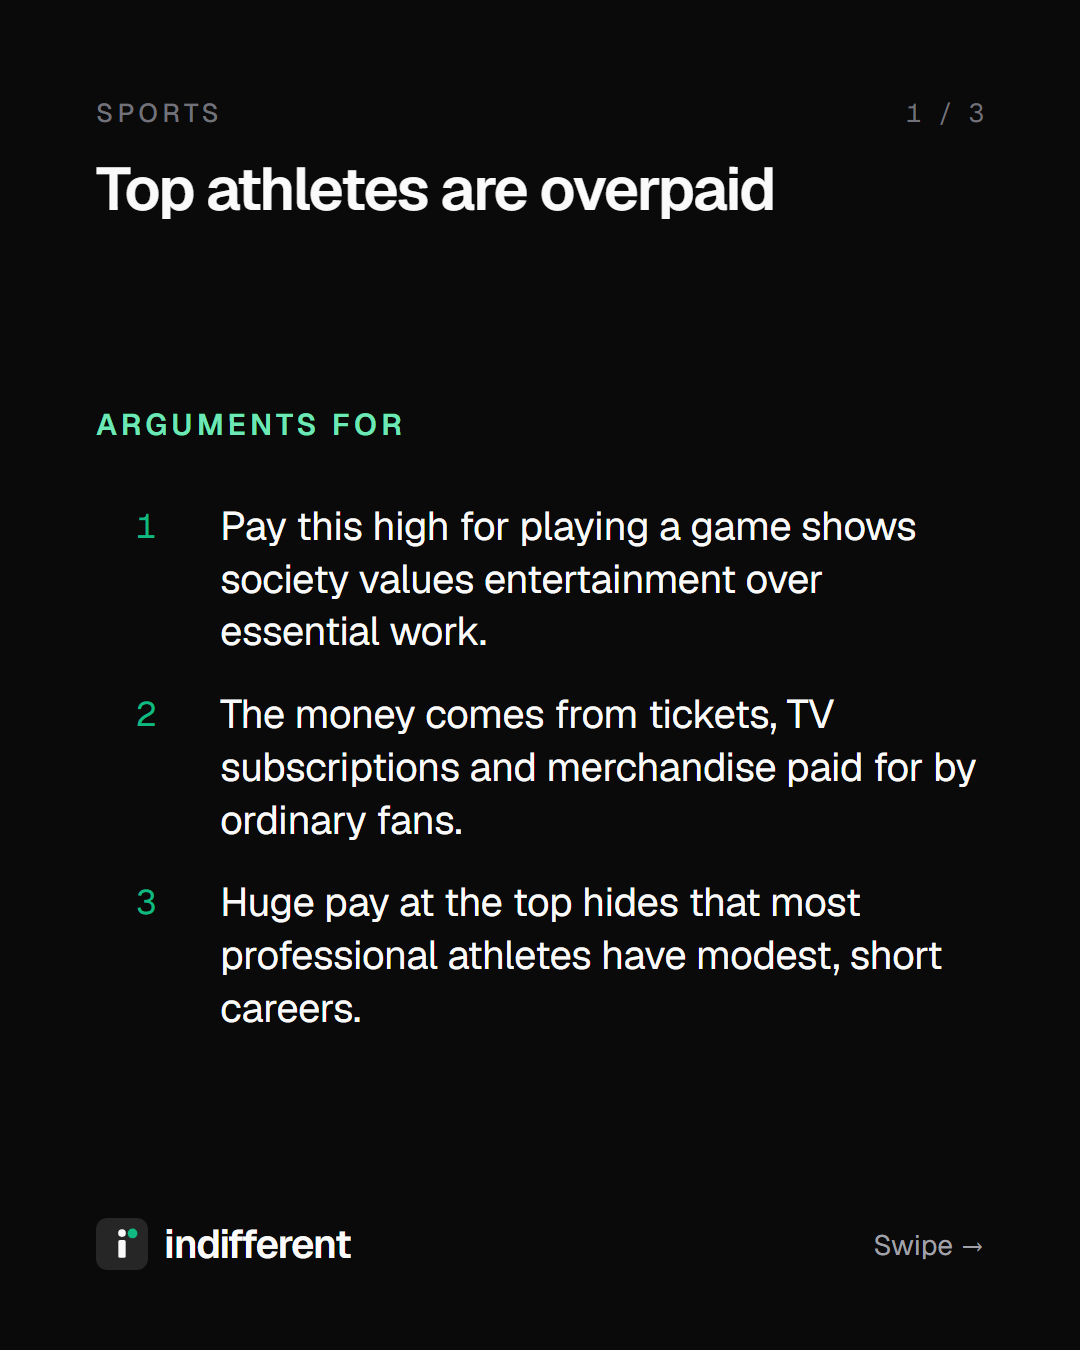 SPORTS
1 / 3
Top athletes are overpaid
ARGUMENTS FOR
1
Pay this high for playing a game shows
society values entertainment over
essential work.
2
The money comes from tickets, TV
subscriptions and merchandise paid for by
ordinary fans.
3
Huge pay at the top hides that most
professional athletes have modest, short
careers.
indifferent
Swipe →